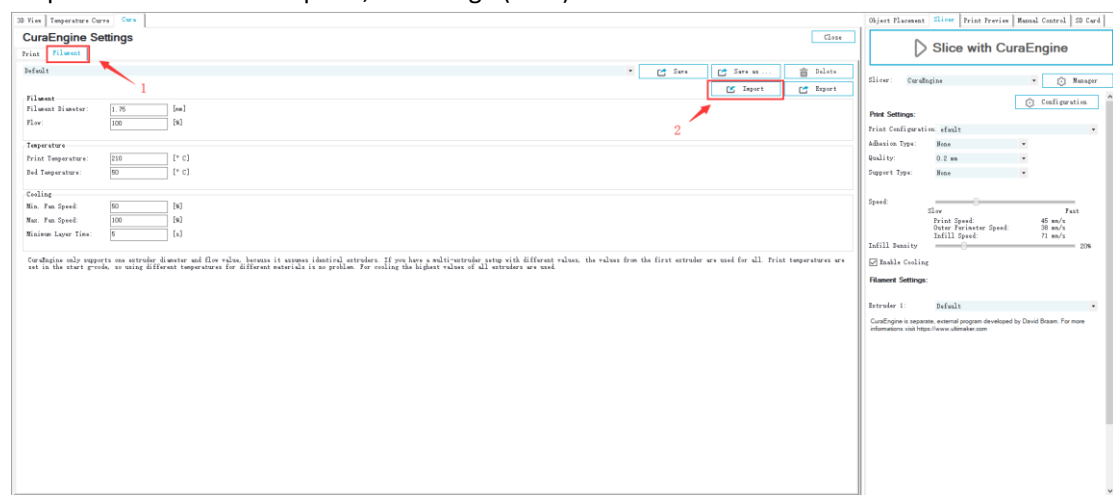 3D View Temperature Curve Cura
CuraEngine Settings
Close
Print Filament
1
Default
Save Save as ... Delete
Import Export
2
Filament
Filament Diameter: 1.75 [mm]
Flow: 100 [%]
Temperature
Print Temperature: 210 [° C]
Bed Temperature: 50 [° C]
Cooling
Min. Fan Speed: 50 [%]
Max. Fan Speed: 100 [%]
Minimum Layer Time: 5 [s]
CuraEngine only supports one extruder diameter and flow value, because it assumes identical extruders. If you have a multi-extruder setup with different values, the values from the first extruder are used for all. Print temperatures are
set in the start g-code, so using different temperatures for different materials is no problem. For cooling the highest values of all extruders are used.
Object Placement Slicer Print Preview Manual Control SD Card
Slice with CuraEngine
Slicer: CuraEngine Manager
Configuration
Print Settings:
Print Configuration: efault
Adhesion Type: None
Quality: 0.2 mm
Support Type: None
Speed:
Slow Fast
Print Speed: 45 mm/s
Outer Perimeter Speed: 38 mm/s
Infill Speed: 71 mm/s
Infill Density 20%
Enable Cooling
Filament Settings:
Extruder 1: Default
CuraEngine is separate, external program developed by David Braam. For more
informations visit https://www.ultimaker.com